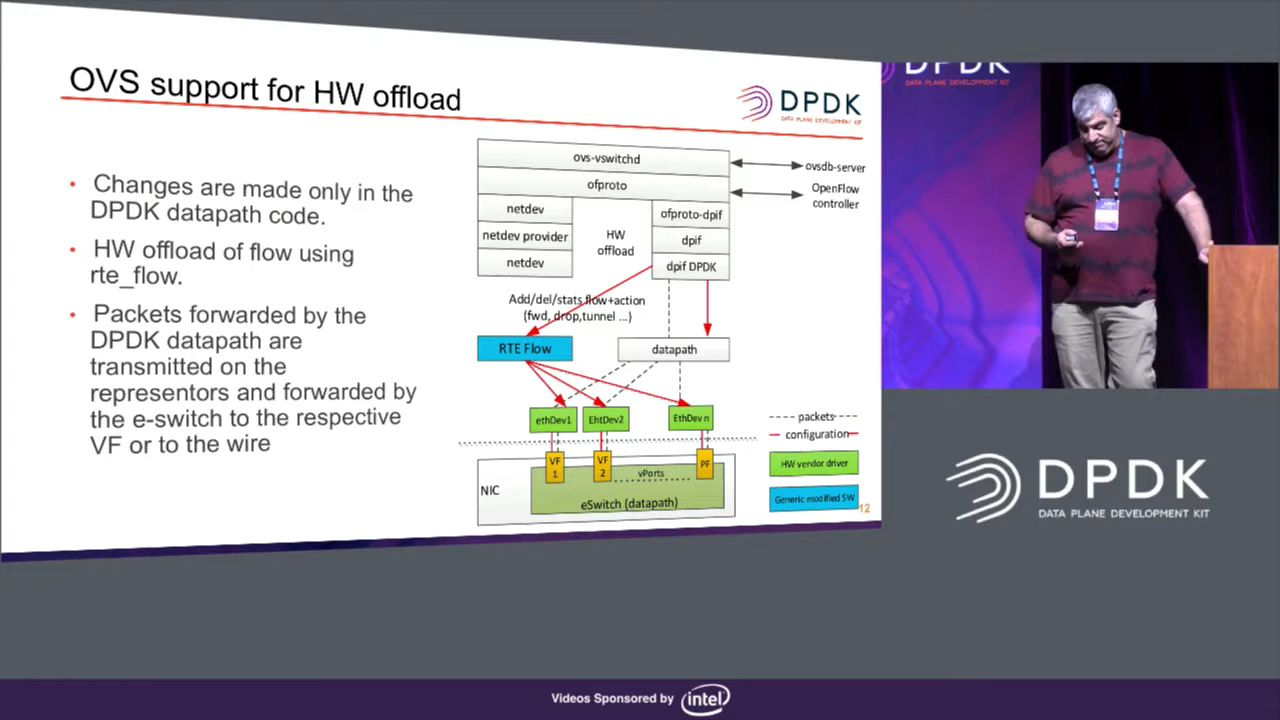 OVS support for HW offload
DPDK
DATA PLANE DEVELOPMENT KIT
• Changes are made only in the
DPDK datapath code.
• HW offload of flow using
rte_flow.
• Packets forwarded by the
DPDK datapath are
transmitted on the
representors and forwarded by
the e-switch to the respective
VF or to the wire
ovs-vswitchd
ovsdb-server
ofproto
OpenFlow
controller
netdev
netdev provider
netdev
HW
offload
ofproto-dpif
dpif
dpif DPDK
Add/del/stats flow+action
(fwd, drop,tunnel ...)
RTE Flow
datapath
ethDev1
EhtDev2
EthDev n
packets
configuration
HW vendor driver
Generic modified SW
VF
1
VF
2
vPorts
PF
NIC
eSwitch (datapath)
12
DPDK
DATA PLANE DEVELOPMENT KIT
DPDK
DATA PLANE DEVELOPMENT KIT
Videos Sponsored by intel